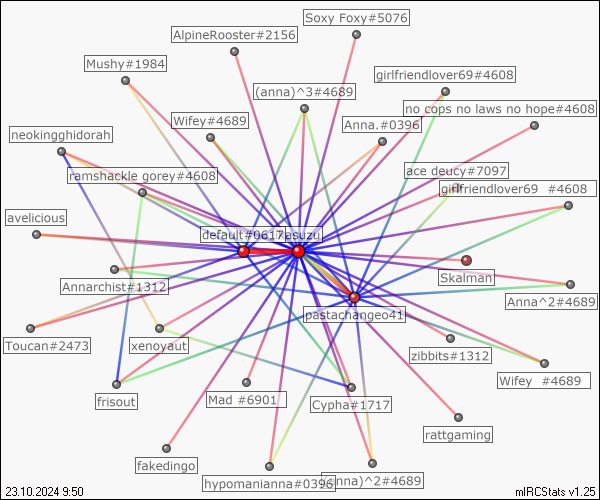 Soxy Foxy#5076
AlpineRooster#2156
Mushy#1984
girlfriendlover69#4608
(anna)^3#4689
no cops no laws no hope#4608
Wifey#4689
Anna.#0396
neokingghidorah
ace deucy#7097
ramshackle gorey#4608
girlfriendlover69 #4608
avelicious
default#0617
asuzu
Skalman
Annarchist#1312
Anna^2#4689
pastachangeo41
Toucan#2473
xenoyaut
zibbits#1312
Wifey #4689
frisout
Mad #6901
Cypha#1717
rattgaming
fakedingo
hypomanianna#0396
nna)^2#4689
23.10.2024 9:50
mIRCStats v1.25